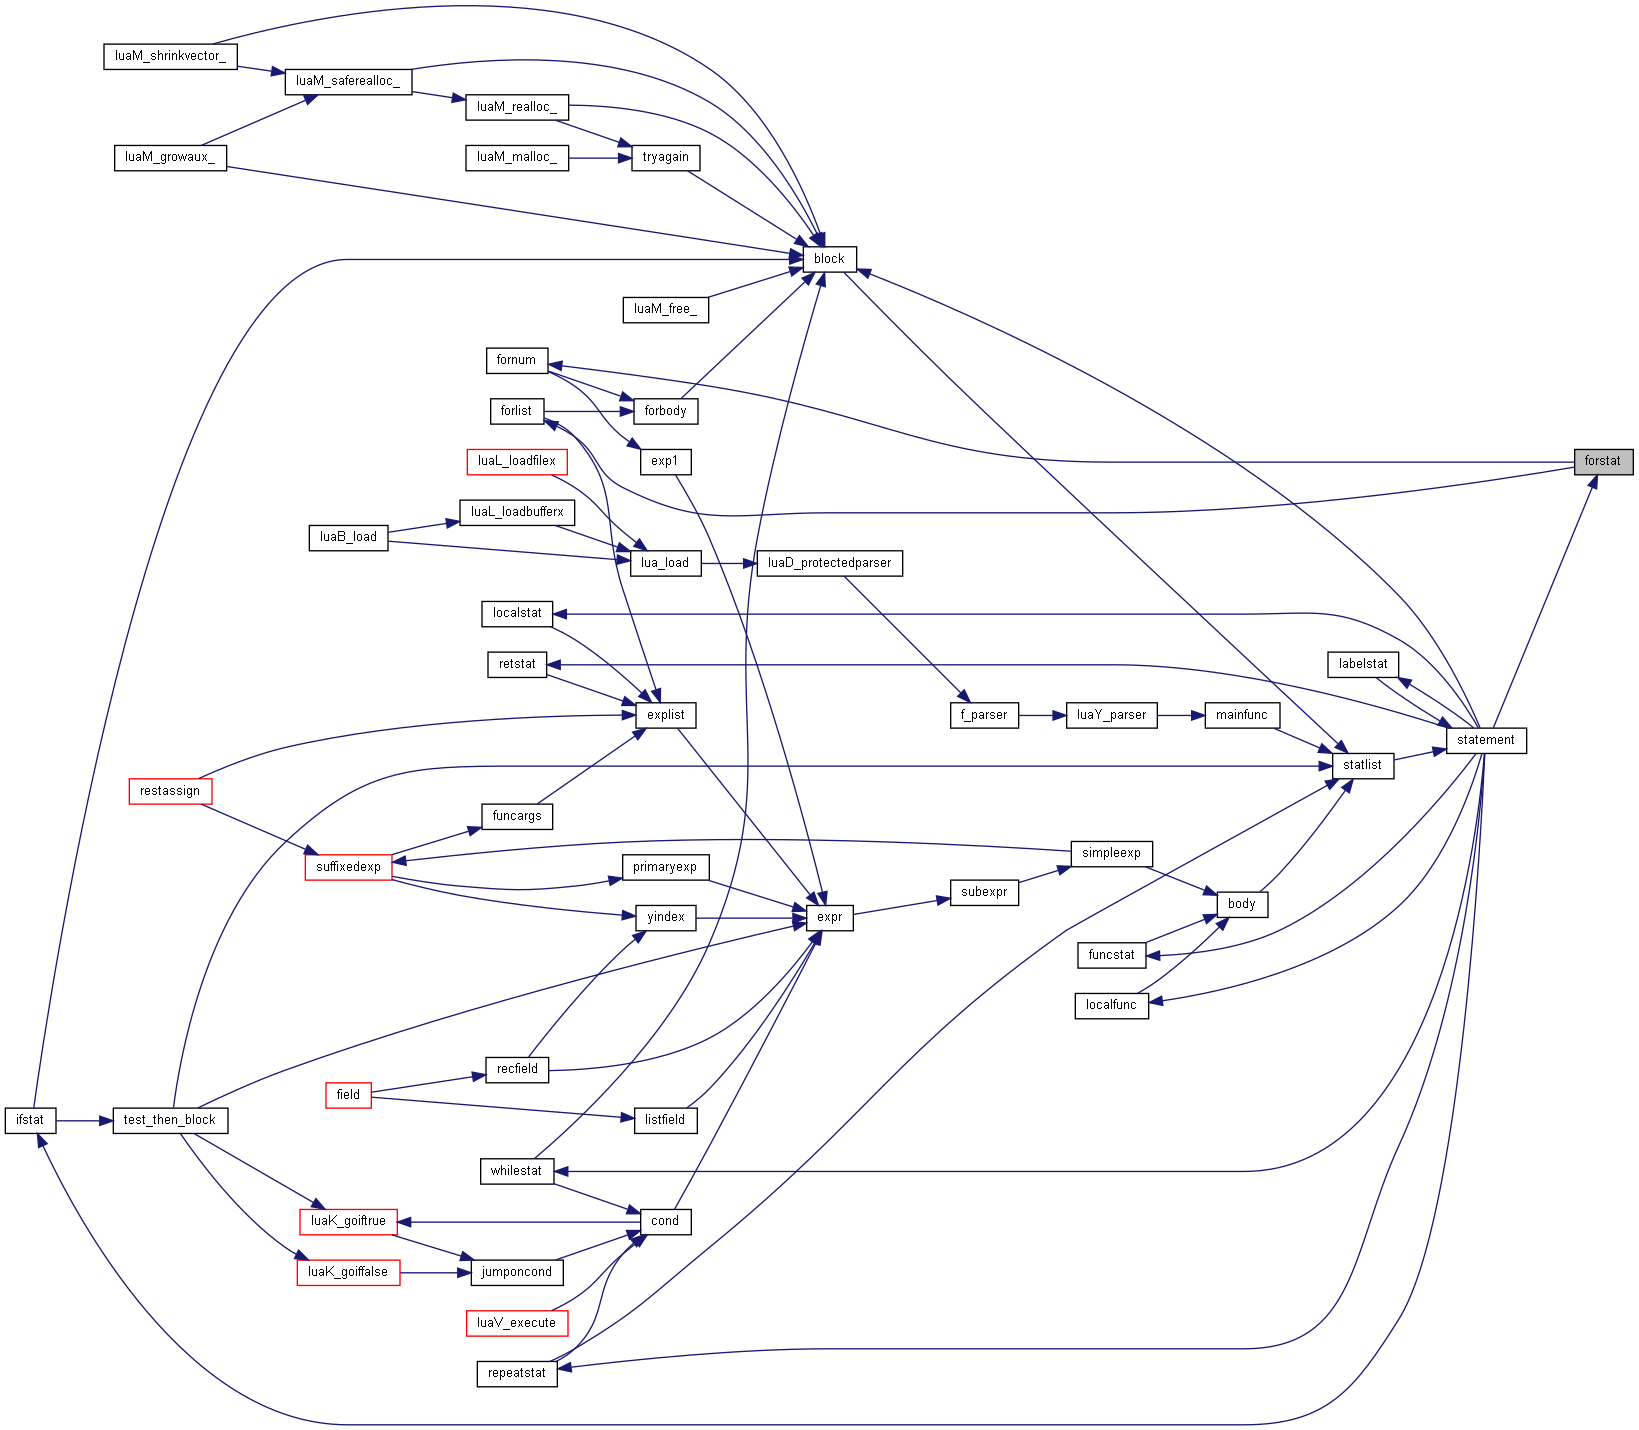 luaM_shrinkvector_
luaM_saferealloc_
luaM_realloc_
luaM_growaux_
luaM_malloc_
tryagain
block
luaM_free_
fornum
forlist
forbody
luaL_loadfilex
exp1
forstat
luaL_loadbufferx
luaB_load
lua_load
luaD_protectedparser
localstat
retstat
labelstat
explist
f_parser
luaY_parser
mainfunc
statement
statlist
restassign
funcargs
suffixedexp
primaryexp
simpleexp
subexpr
body
yindex
expr
funcstat
localfunc
recfield
field
listfield
ifstat
test_then_block
whilestat
luaK_goiftrue
cond
luaK_goiffalse
jumponcond
luaV_execute
repeatstat